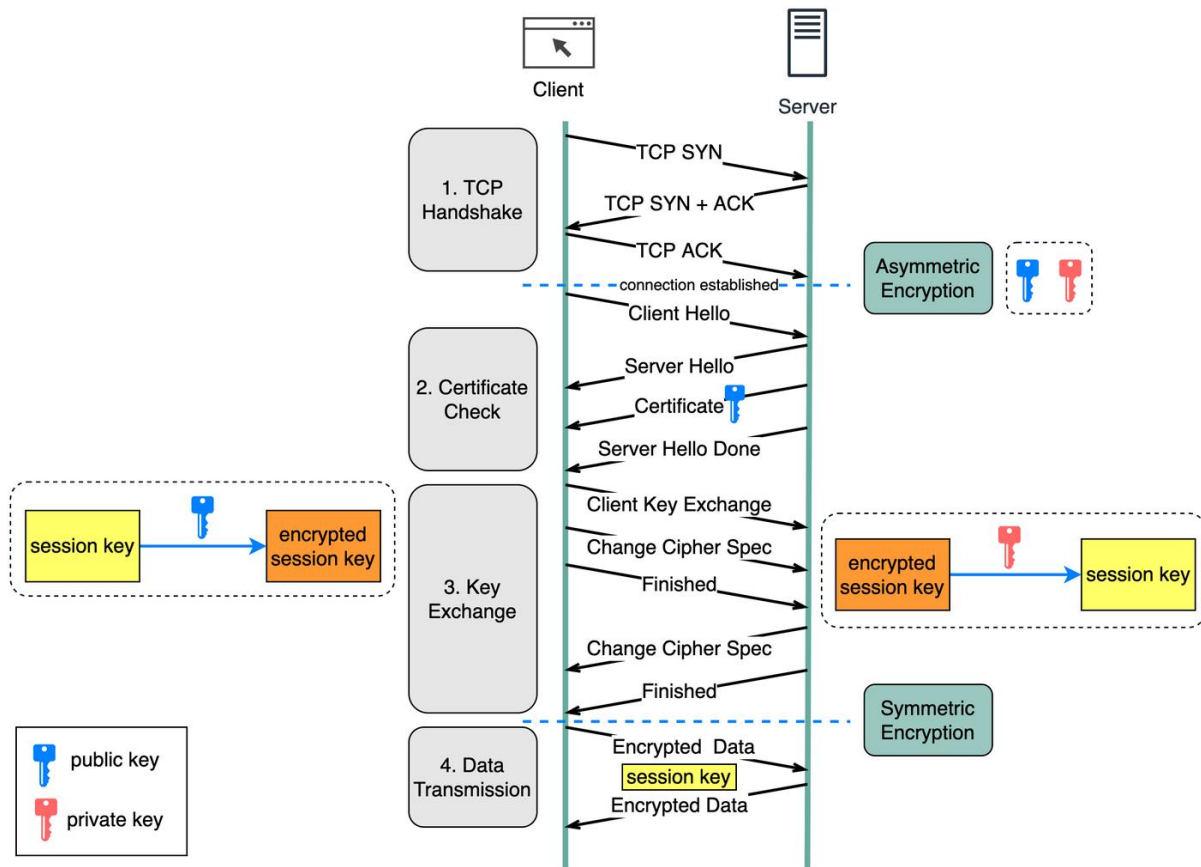 Client
Server
1. TCP
Handshake
TCP SYN
TCP SYN + ACK
TCP ACK
connection established
Asymmetric
Encryption
Client Hello
2. Certificate
Check
Server Hello
Certificate
Server Hello Done
session key
encrypted
session key
3. Key
Exchange
Client Key Exchange
Change Cipher Spec
Finished
Change Cipher Spec
Finished
encrypted
session key
session key
Symmetric
Encryption
4. Data
Transmission
Encrypted Data
session key
Encrypted Data
public key
private key